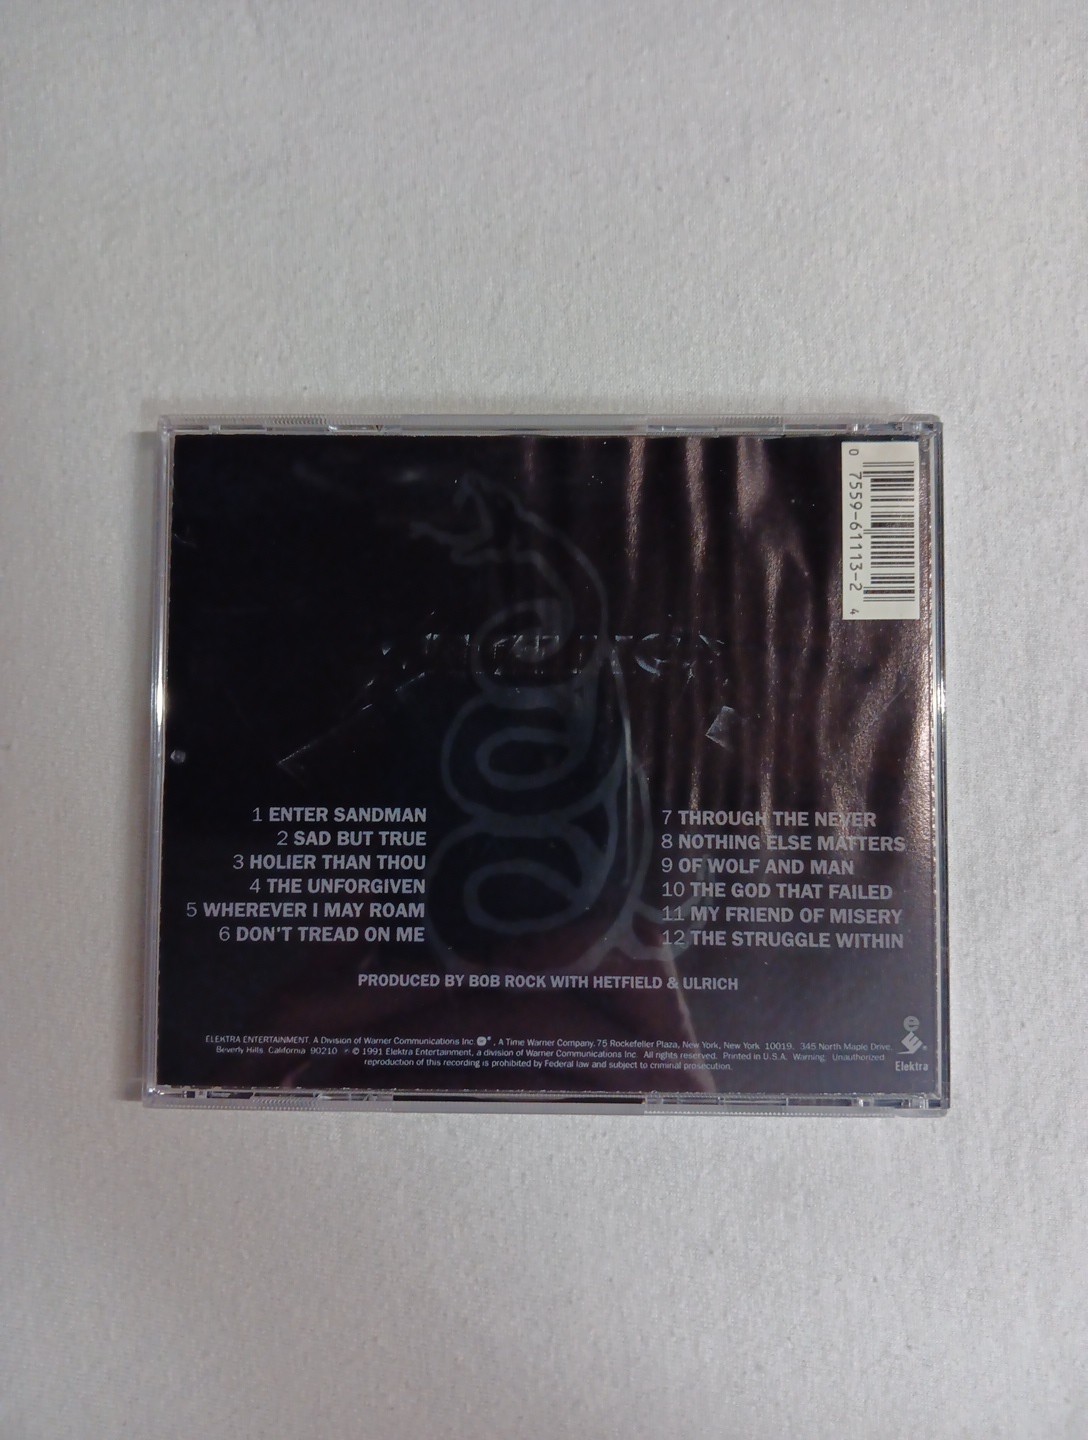 0 7559-61113-2 4
1 ENTER SANDMAN
2 SAD BUT TRUE
3 HOLIER THAN THOU
4 THE UNFORGIVEN
5 WHEREVER I MAY ROAM
6 DON'T TREAD ON ME
7 THROUGH THE NEVER
8 NOTHING ELSE MATTERS
9 OF WOLF AND MAN
10 THE GOD THAT FAILED
11 MY FRIEND OF MISERY
12 THE STRUGGLE WITHIN
PRODUCED BY BOB ROCK WITH HETFIELD & ULRICH
ELEKTRA ENTERTAINMENT, A Division of Warner Communications Inc. , A Time Warner Company. 75 Rockefeller Plaza, New York, New York 10019. 345 North Maple Drive,
Beverly Hills, California 90210 ℗ © 1991 Elektra Entertainment, a division of Warner Communications Inc. All rights reserved. Printed in U.S.A. Warning: Unauthorized
reproduction of this recording is prohibited by Federal law and subject to criminal prosecution.
Elektra